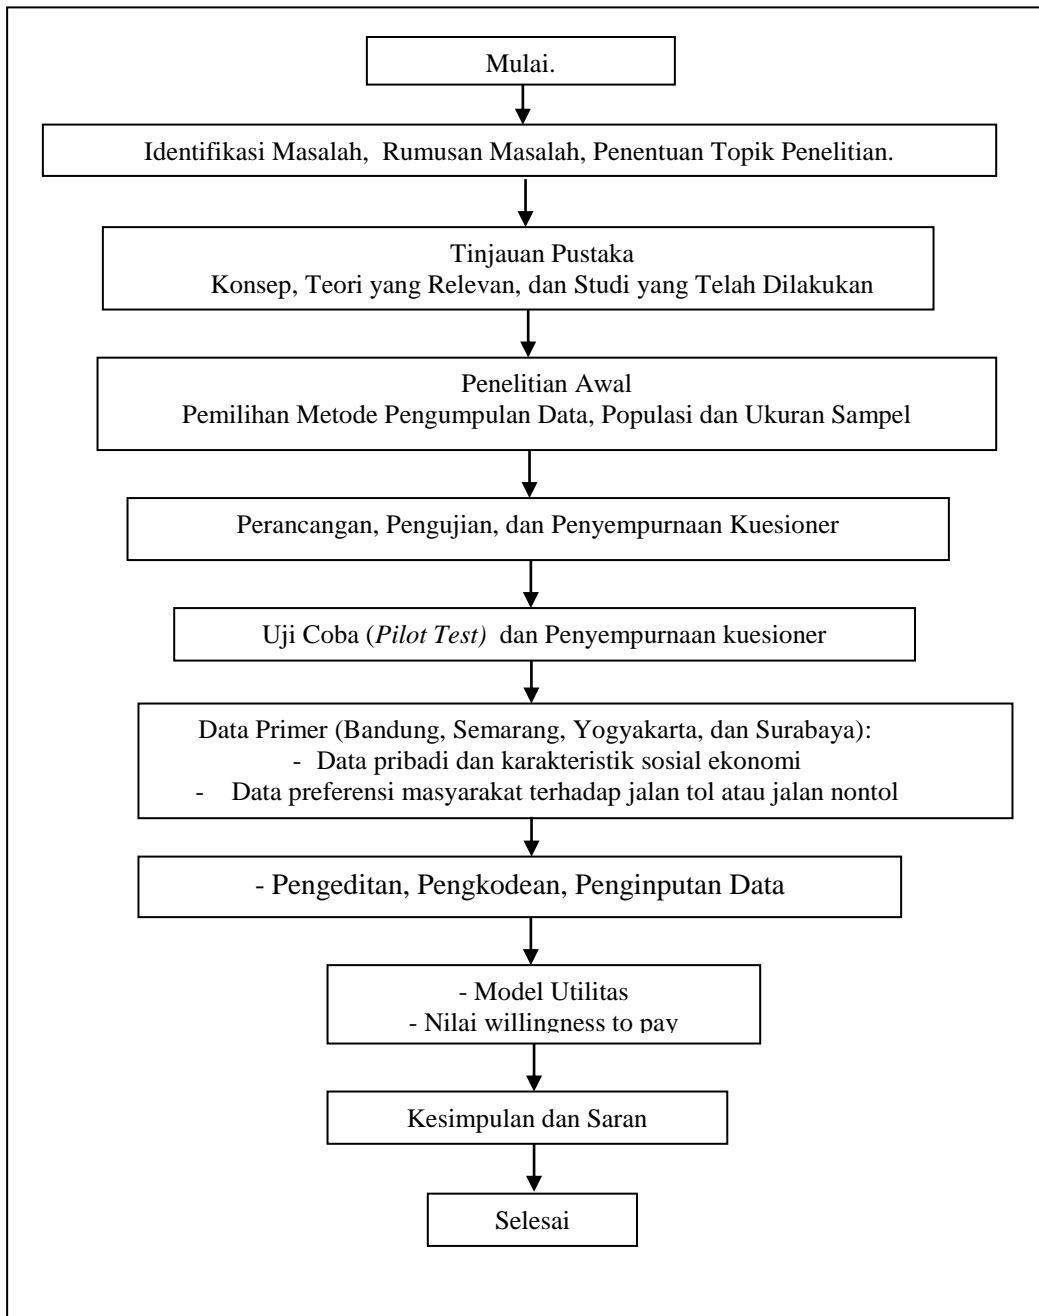 Mulai.
Identifikasi Masalah,  Rumusan Masalah, Penentuan Topik Penelitian.
Tinjauan Pustaka
Konsep, Teori yang Relevan, dan Studi yang Telah Dilakukan
Penelitian Awal
Pemilihan Metode Pengumpulan Data, Populasi dan Ukuran Sampel
Perancangan, Pengujian, dan Penyempurnaan Kuesioner
Uji Coba (Pilot Test)  dan Penyempurnaan kuesioner
Data Primer (Bandung, Semarang, Yogyakarta, dan Surabaya):
- Data pribadi dan karakteristik sosial ekonomi
- Data preferensi masyarakat terhadap jalan tol atau jalan nontol
- Pengeditan, Pengkodean, Penginputan Data
- Model Utilitas
- Nilai willingness to pay
Kesimpulan dan Saran
Selesai